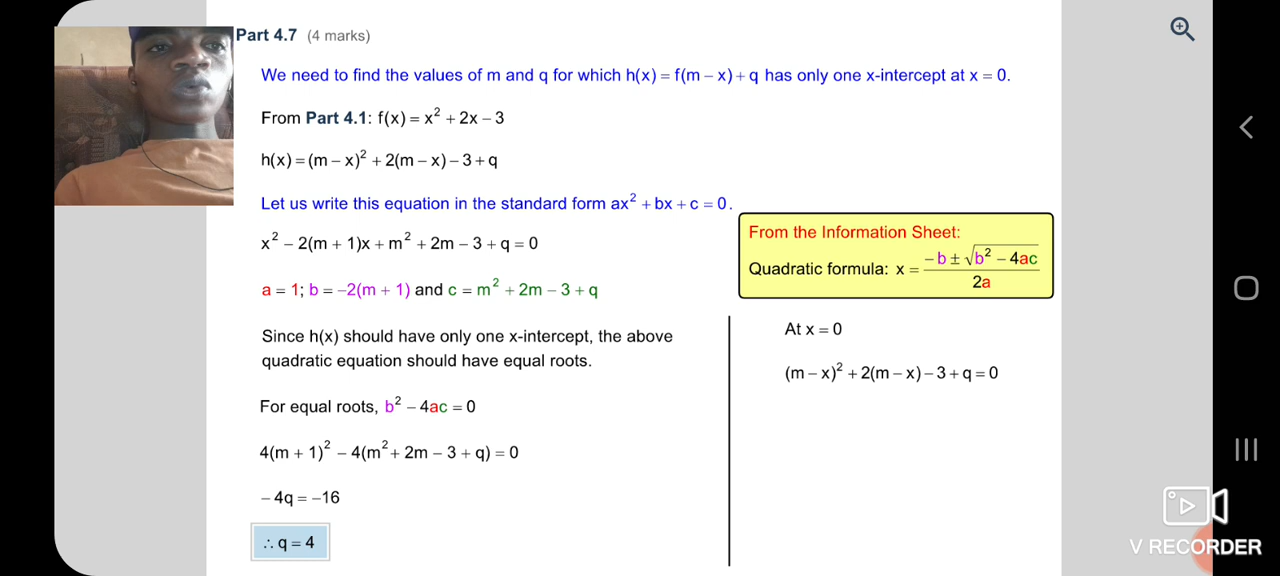 Part 4.7 (4 marks)
We need to find the values of m and q for which h(x) = f(m − x) + q has only one x-intercept at x = 0.
From Part 4.1: f(x) = x² + 2x − 3
h(x) = (m − x)² + 2(m − x) − 3 + q
Let us write this equation in the standard form ax² + bx + c = 0.
x² − 2(m + 1)x + m² + 2m − 3 + q = 0
a = 1; b = −2(m + 1) and c = m² + 2m − 3 + q
Since h(x) should have only one x-intercept, the above
quadratic equation should have equal roots.
For equal roots, b² − 4ac = 0
4(m + 1)² − 4(m² + 2m − 3 + q) = 0
− 4q = −16
∴ q = 4
From the Information Sheet:
Quadratic formula: x = (−b ± √(b² − 4ac)) / 2a
At x = 0
(m − x)² + 2(m − x) − 3 + q = 0
V RECORDER